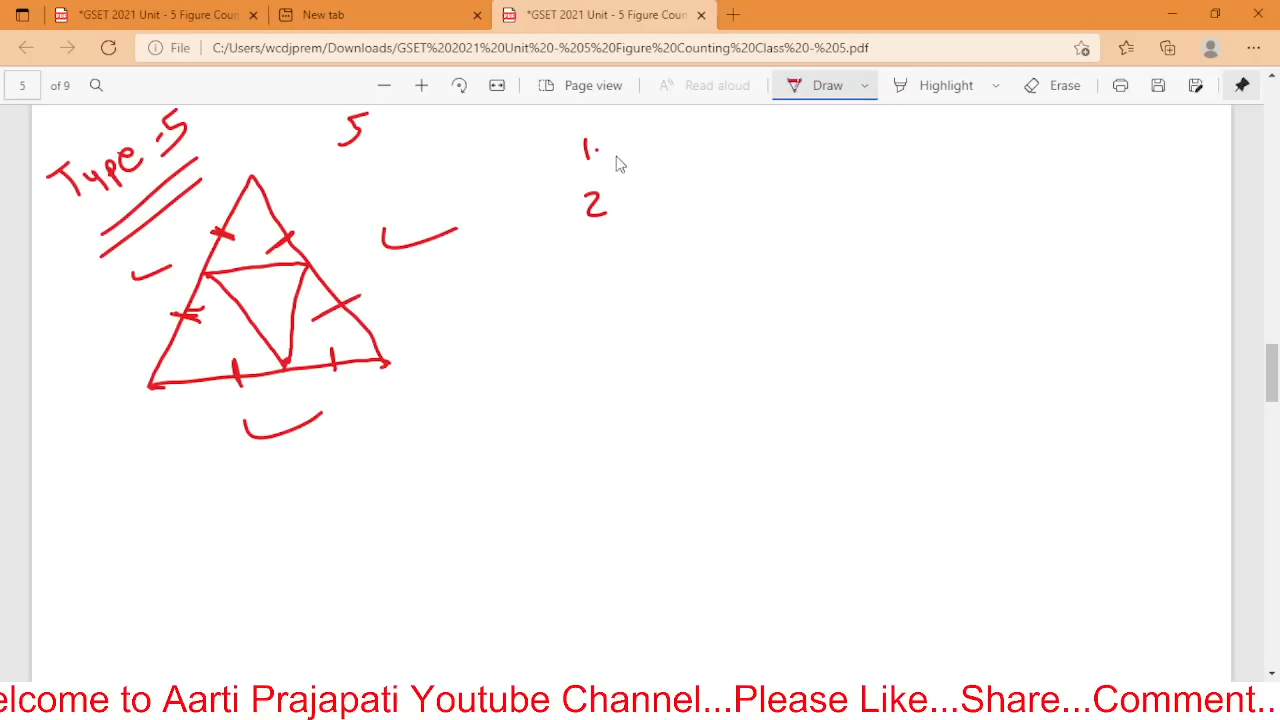 *GSET 2021 Unit - 5 Figure Coun
New tab
*GSET 2021 Unit - 5 Figure Coun
File
C:/Users/wcdjprem/Downloads/GSET%202021%20Unit%20-%205%20Figure%20Counting%20Class%20-%205.pdf
5 of 9
Page view
Read aloud
Draw
Highlight
Erase
Type-5
5
1.
2
elcome to Aarti Prajapati Youtube Channel...Please Like...Share...Comment..